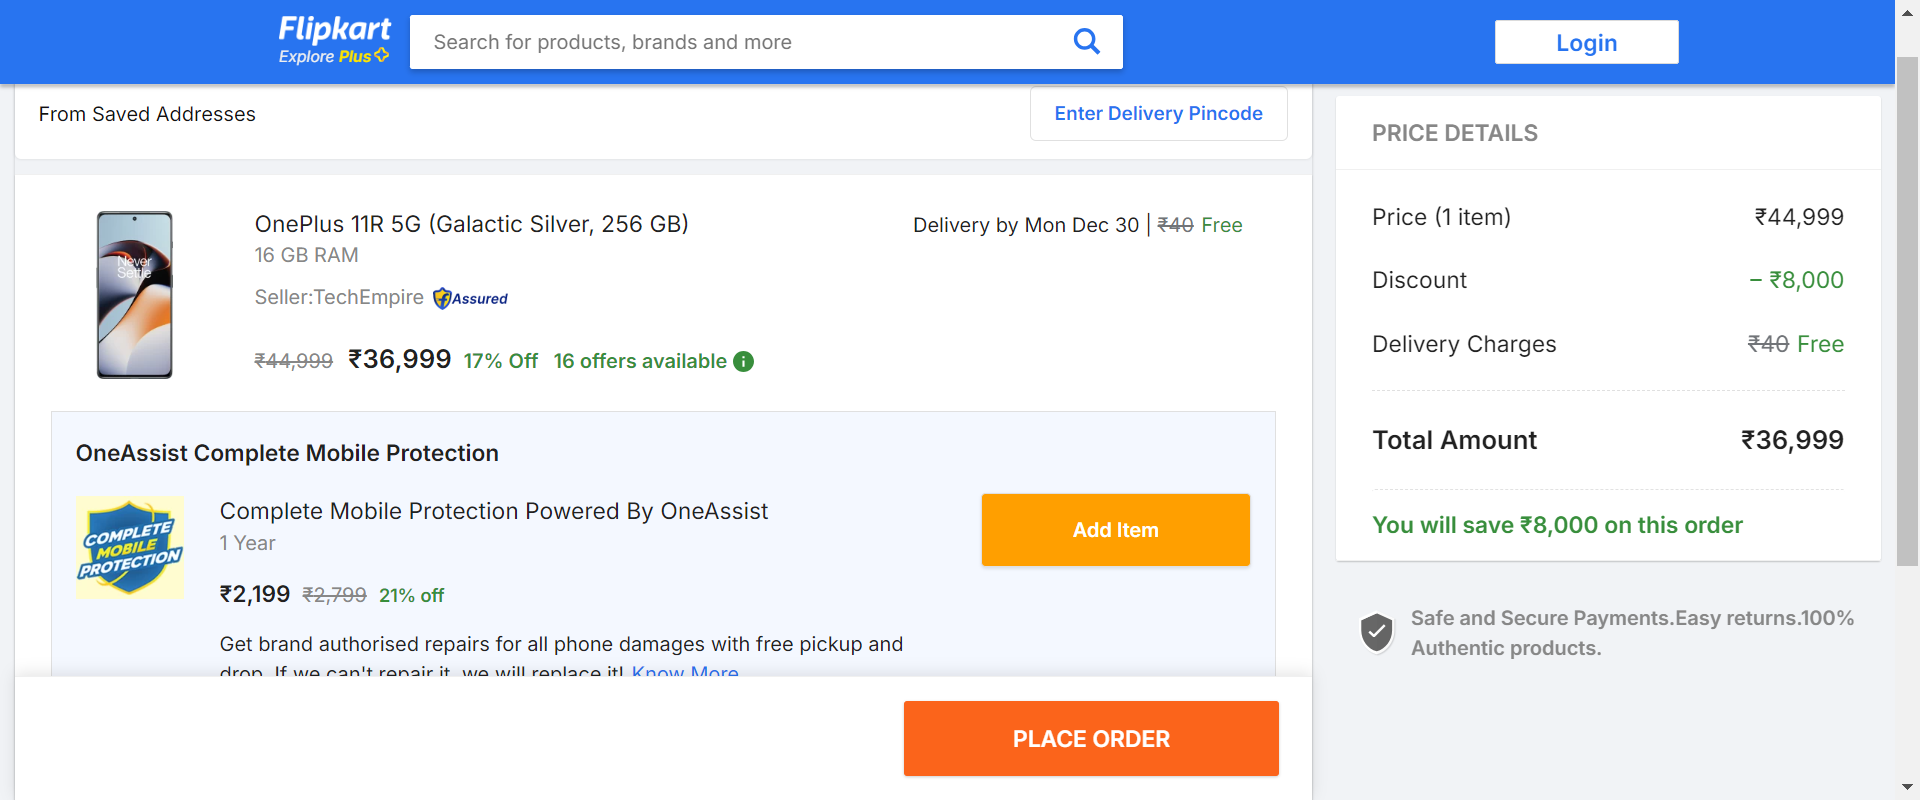 Flipkart
Explore Plus
Search for products, brands and more
Login
From Saved Addresses
Enter Delivery Pincode
Never
Settle
OnePlus 11R 5G (Galactic Silver, 256 GB)
16 GB RAM
Seller:TechEmpire
Assured
₹44,999 ₹36,999 17% Off 16 offers available
Delivery by Mon Dec 30 | ₹40 Free
OneAssist Complete Mobile Protection
COMPLETE
MOBILE
PROTECTION
Complete Mobile Protection Powered By OneAssist
1 Year
₹2,199 ₹2,799 21% off
Get brand authorised repairs for all phone damages with free pickup and
drop. If we can't repair it, we will replace it! Know More
Add Item
PLACE ORDER
PRICE DETAILS
Price (1 item) ₹44,999
Discount − ₹8,000
Delivery Charges ₹40 Free
Total Amount ₹36,999
You will save ₹8,000 on this order
Safe and Secure Payments.Easy returns.100%
Authentic products.